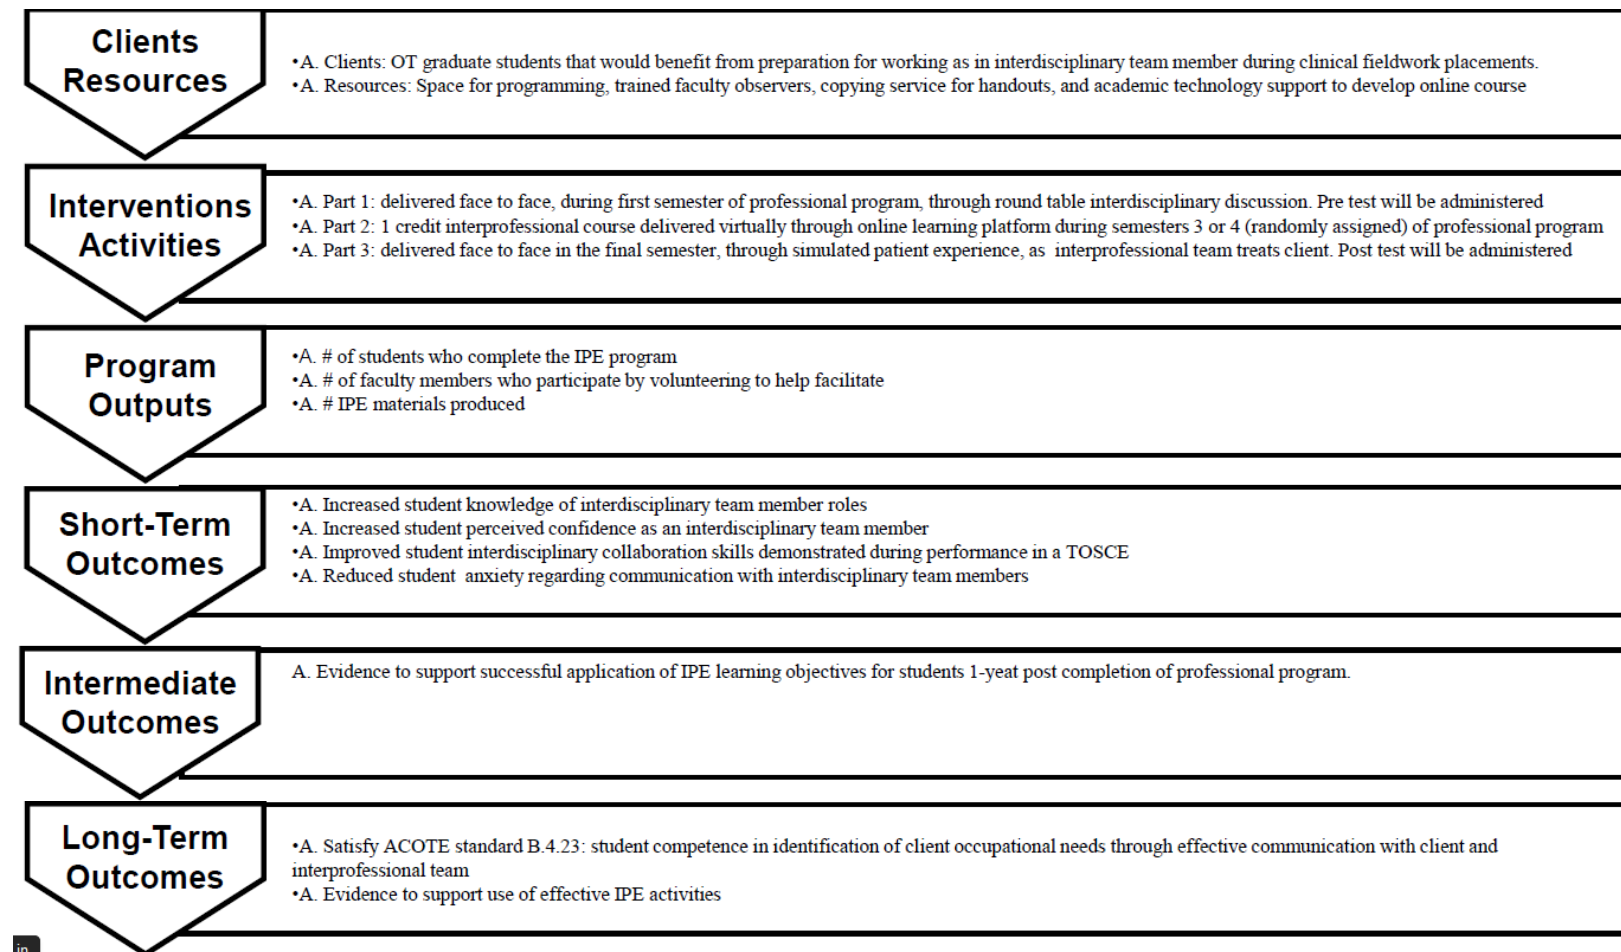 Clients
Resources
•A. Clients: OT graduate students that would benefit from preparation for working as in interdisciplinary team member during clinical fieldwork placements.
•A. Resources: Space for programming, trained faculty observers, copying service for handouts, and academic technology support to develop online course
Interventions
Activities
•A. Part 1: delivered face to face, during first semester of professional program, through round table interdisciplinary discussion. Pre test will be administered
•A. Part 2: 1 credit interprofessional course delivered virtually through online learning platform during semesters 3 or 4 (randomly assigned) of professional program
•A. Part 3: delivered face to face in the final semester, through simulated patient experience, as interprofessional team treats client. Post test will be administered
Program
Outputs
•A. # of students who complete the IPE program
•A. # of faculty members who participate by volunteering to help facilitate
•A. # IPE materials produced
Short-Term
Outcomes
•A. Increased student knowledge of interdisciplinary team member roles
•A. Increased student perceived confidence as an interdisciplinary team member
•A. Improved student interdisciplinary collaboration skills demonstrated during performance in a TOSCE
•A. Reduced student anxiety regarding communication with interdisciplinary team members
Intermediate
Outcomes
A. Evidence to support successful application of IPE learning objectives for students 1-yeat post completion of professional program.
Long-Term
Outcomes
•A. Satisfy ACOTE standard B.4.23: student competence in identification of client occupational needs through effective communication with client and
interprofessional team
•A. Evidence to support use of effective IPE activities
in